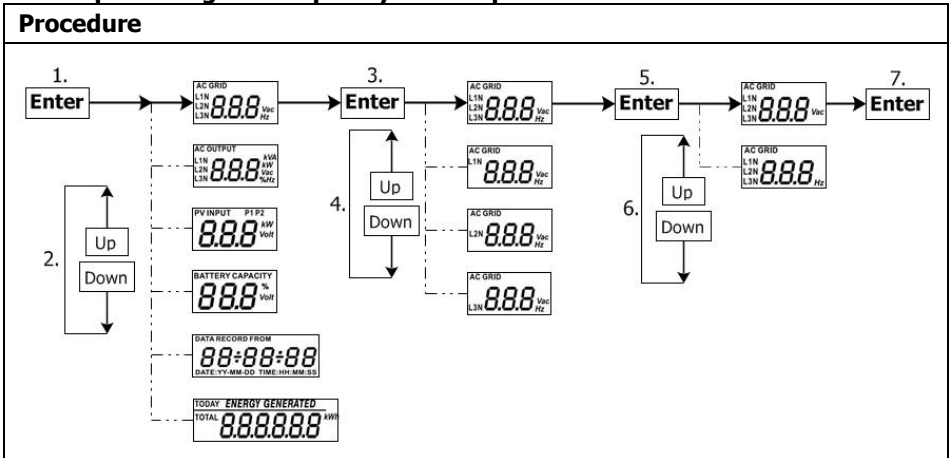 Procedure
1.
Enter
AC GRID
L1N
L2N
L3N
8.8.8
Vac
Hz
3.
Enter
AC GRID
L1N
L2N
L3N
8.8.8
Vac
Hz
5.
Enter
AC GRID
L1N
L2N
L3N
8.8.8
Vac
7.
Enter
AC OUTPUT
L1N
L2N
L3N
8.8.8
kVA
kW
Vac
%Hz
AC GRID
L1N
8.8.8
Vac
Hz
AC GRID
L1N
L2N
L3N
8.8.8
Hz
2.
Up
Down
4.
Up
Down
6.
Up
Down
PV INPUT P1 P2
8.8.8
kW
Volt
AC GRID
L2N
8.8.8
Vac
Hz
BATTERY CAPACITY
88.8
%
Volt
AC GRID
L3N
8.8.8
Vac
Hz
DATA RECORD FROM
88:88:88
DATE:YY-MM-DD TIME:HH:MM:SS
TODAY ENERGY GENERATED
TOTAL
8.8.8.8.8.8
kWh